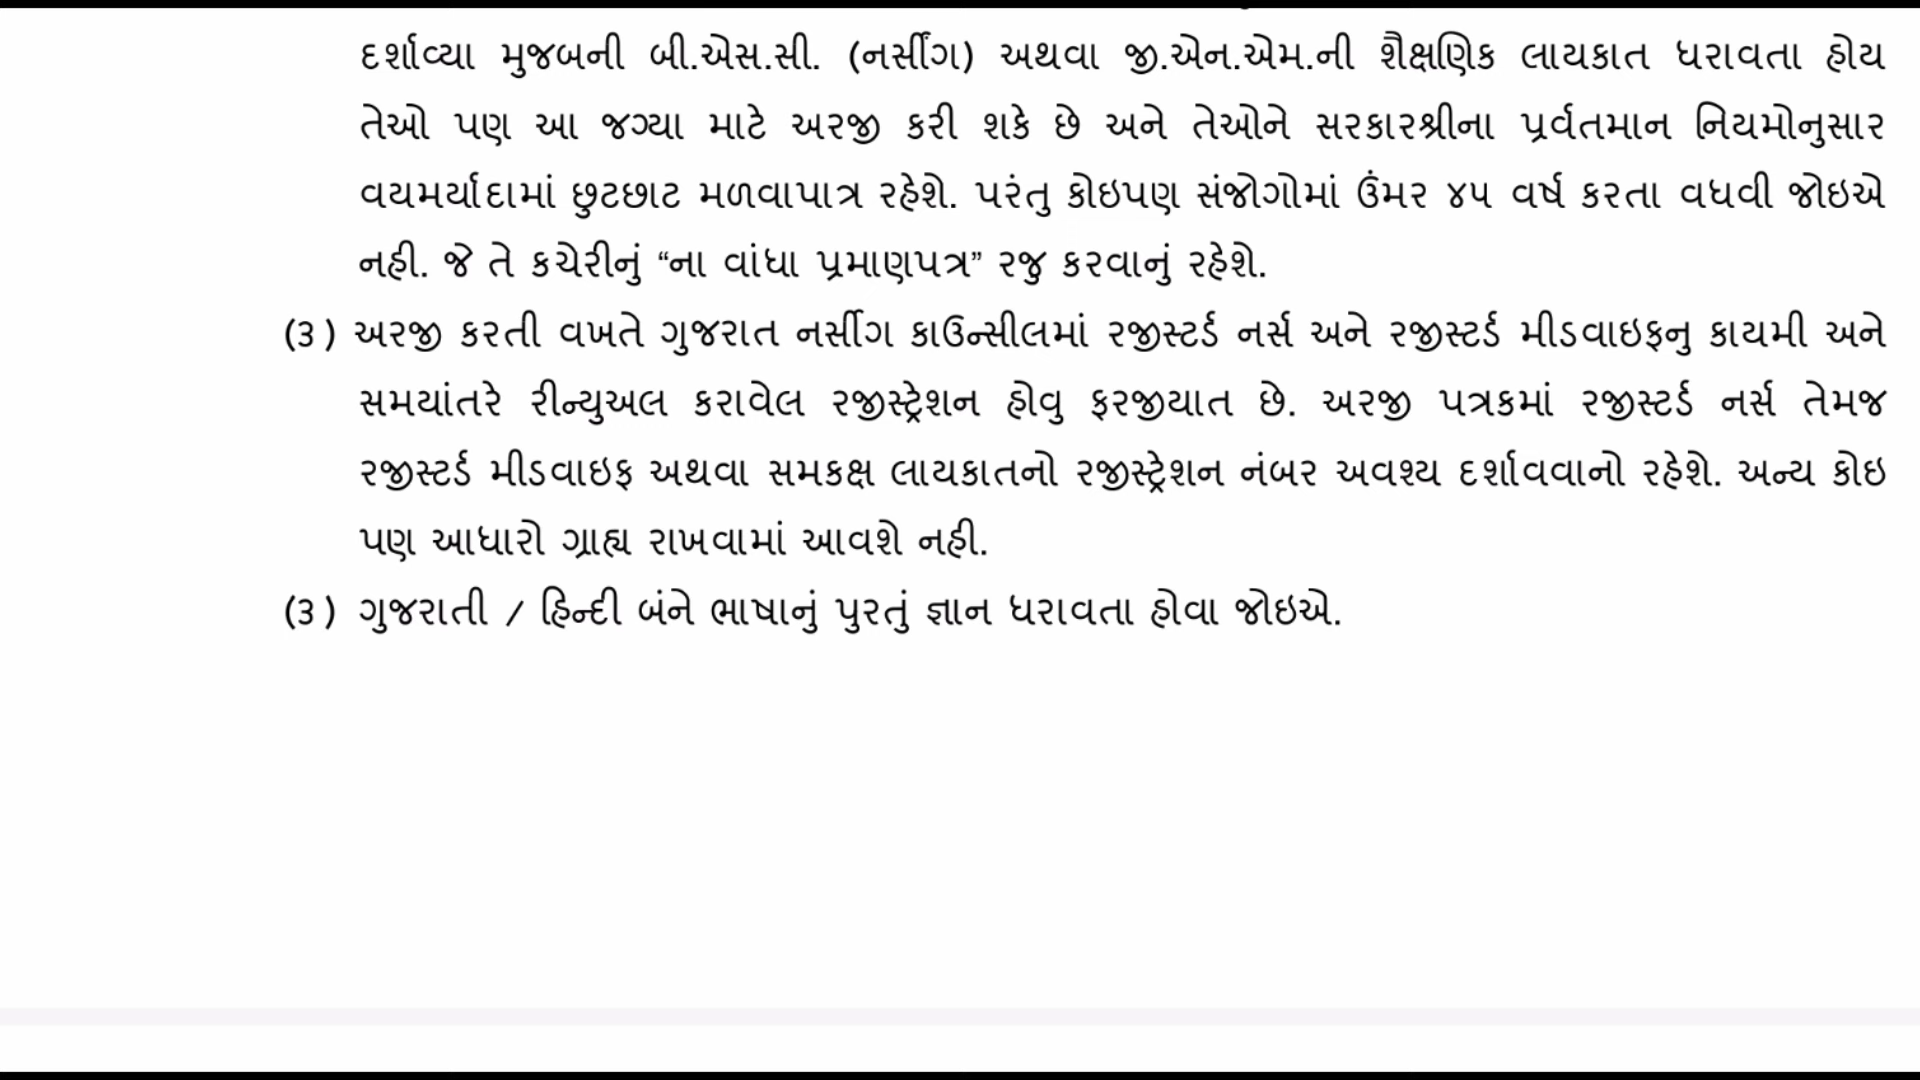 દર્શાવ્યા મુજબની બી.એસ.સી. (નર્સીંગ) અથવા જી.એન.એમ.ની શૈક્ષણિક લાયકાત ધરાવતા હોય
તેઓ પણ આ જગ્યા માટે અરજી કરી શકે છે અને તેઓને સરકારશ્રીના પ્રર્વતમાન નિયમોનુસાર
વયમર્યાદામાં છુટછાટ મળવાપાત્ર રહેશે. પરંતુ કોઇપણ સંજોગોમાં ઉંમર ૪૫ વર્ષ કરતા વધવી જોઇએ
નહી. જે તે કચેરીનું “ના વાંધા પ્રમાણપત્ર” રજુ કરવાનું રહેશે.
(૩) અરજી કરતી વખતે ગુજરાત નર્સીગ કાઉન્સીલમાં રજીસ્ટર્ડ નર્સ અને રજીસ્ટર્ડ મીડવાઇફનુ કાયમી અને
સમયાંતરે રીન્યુઅલ કરાવેલ રજીસ્ટ્રેશન હોવુ ફરજીયાત છે. અરજી પત્રકમાં રજીસ્ટર્ડ નર્સ તેમજ
રજીસ્ટર્ડ મીડવાઇફ અથવા સમકક્ષ લાયકાતનો રજીસ્ટ્રેશન નંબર અવશ્ય દર્શાવવાનો રહેશે. અન્ય કોઇ
પણ આધારો ગ્રાહ્ય રાખવામાં આવશે નહી.
(૩) ગુજરાતી / હિન્દી બંને ભાષાનું પુરતું જ્ઞાન ધરાવતા હોવા જોઇએ.